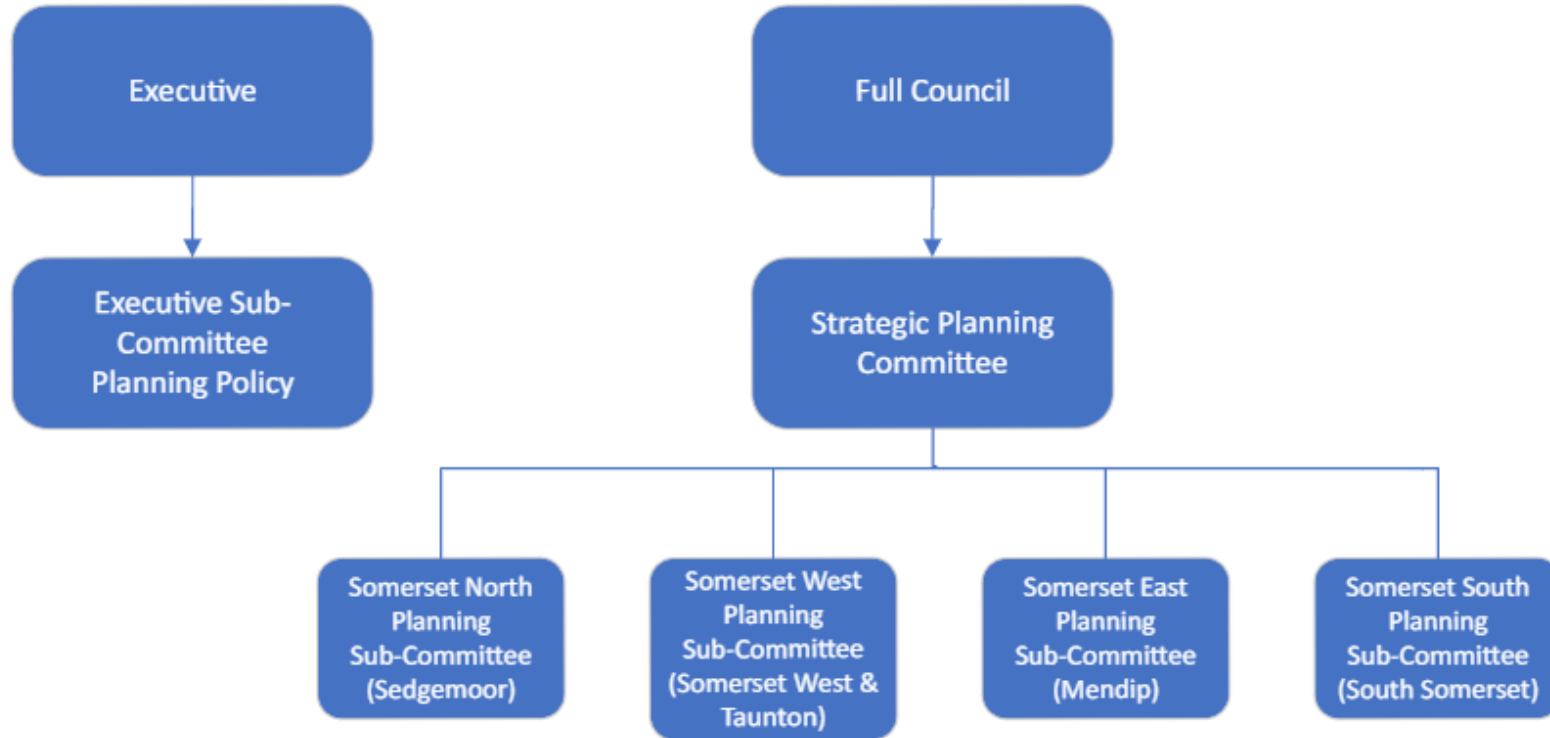 Executive
Full Council
Executive Sub-
Committee
Planning Policy
Strategic Planning
Committee
Somerset North
Planning
Sub-Committee
(Sedgemoor)
Somerset West
Planning
Sub-Committee
(Somerset West &
Taunton)
Somerset East
Planning
Sub-Committee
(Mendip)
Somerset South
Planning
Sub-Committee
(South Somerset)